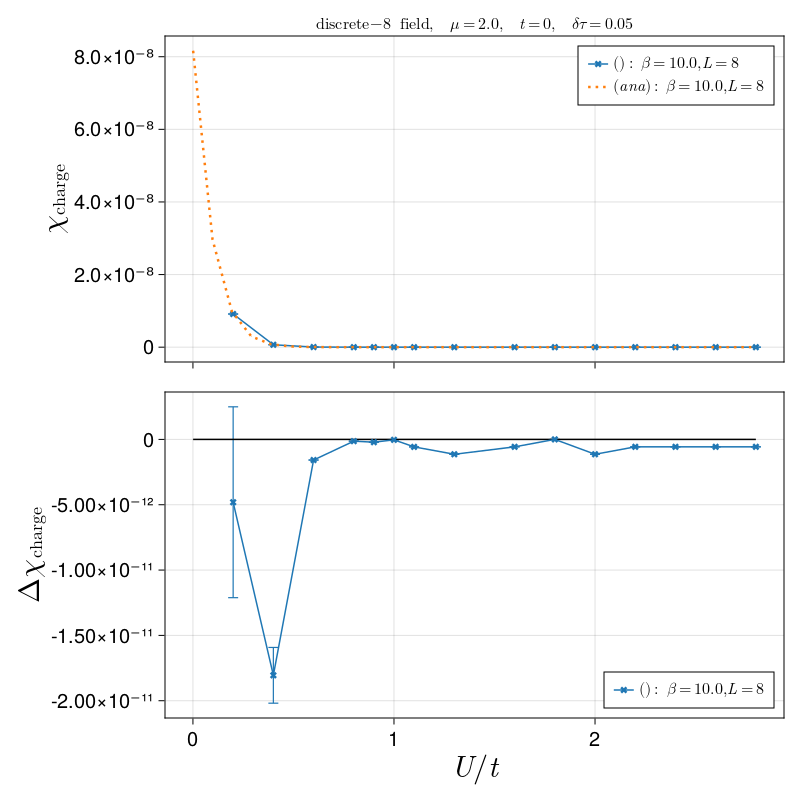 discrete−8 field, μ = 2.0, t = 0, δτ = 0.05
8.0×10⁻⁸
6.0×10⁻⁸
4.0×10⁻⁸
2.0×10⁻⁸
0
χcharge
() : β = 10.0, L = 8
(ana) : β = 10.0, L = 8
0
-5.00×10⁻¹²
-1.00×10⁻¹¹
-1.50×10⁻¹¹
-2.00×10⁻¹¹
Δχcharge
() : β = 10.0, L = 8
0 1 2
U/t